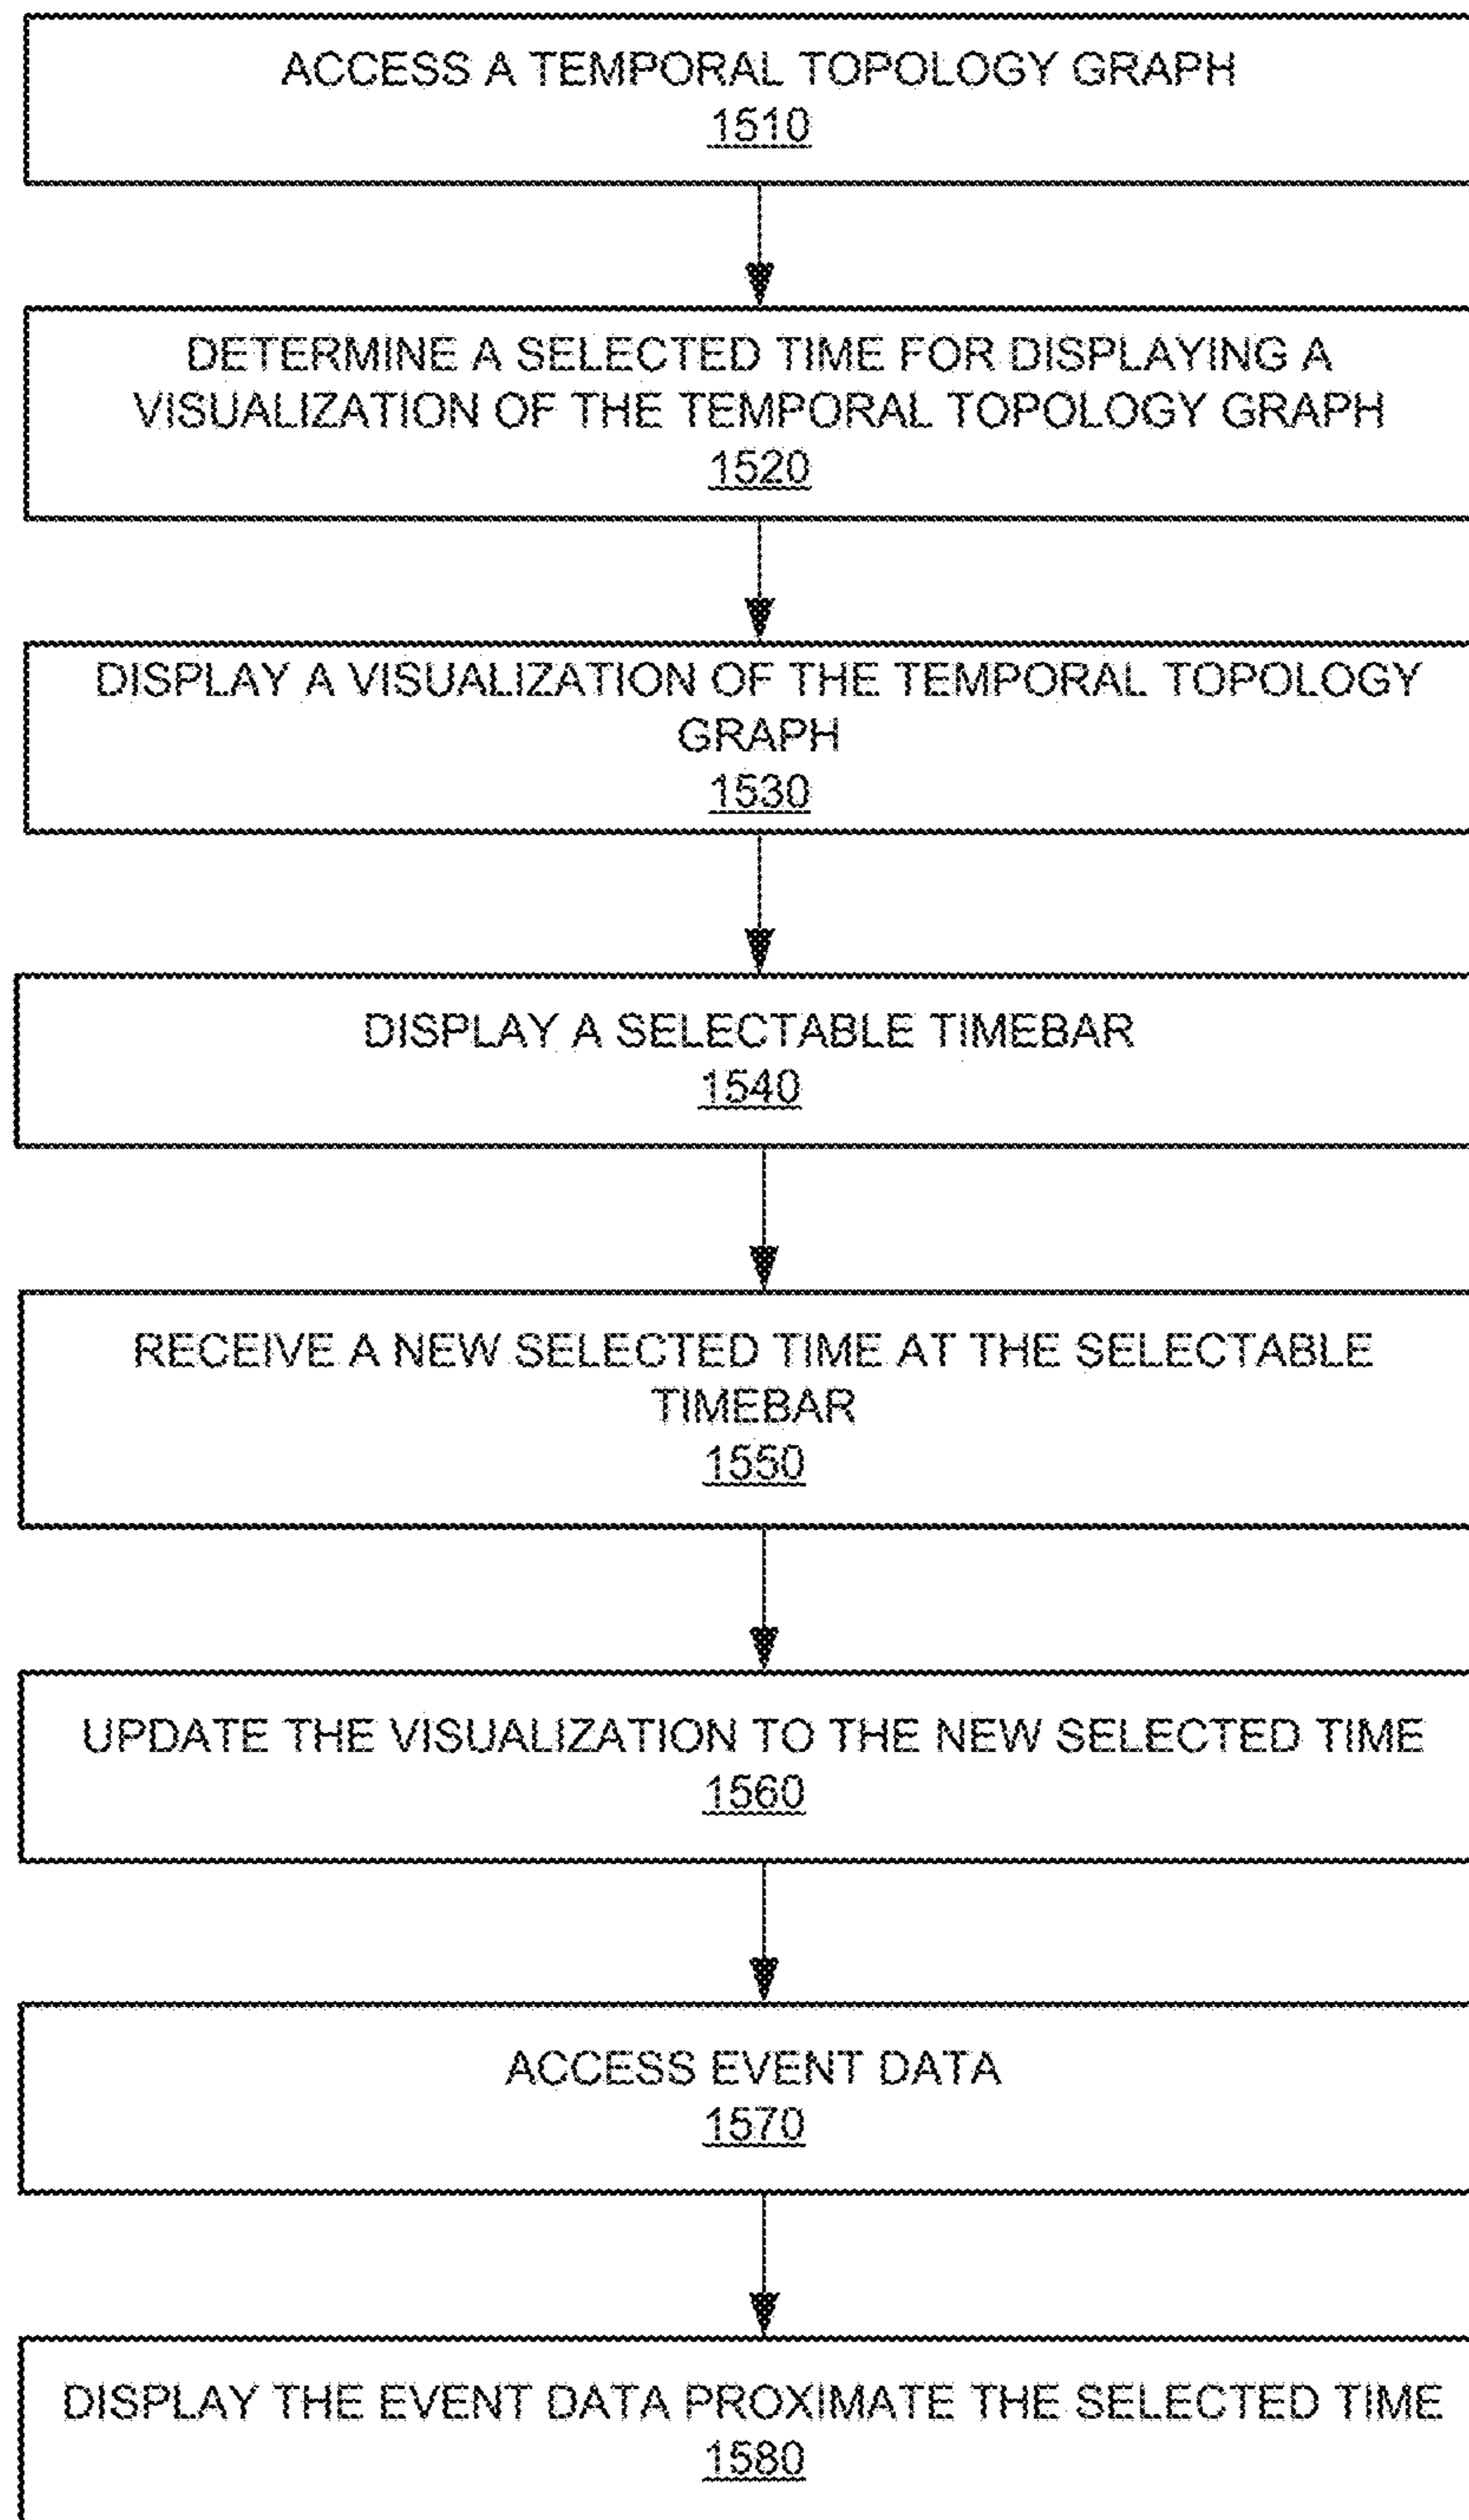 ACCESS A TEMPORAL TOPOLOGY GRAPH
1510
DETERMINE A SELECTED TIME FOR DISPLAYING A
VISUALIZATION OF THE TEMPORAL TOPOLOGY GRAPH
1520
DISPLAY A VISUALIZATION OF THE TEMPORAL TOPOLOGY
GRAPH
1530
DISPLAY A SELECTABLE TIMEBAR
1540
RECEIVE A NEW SELECTED TIME AT THE SELECTABLE
TIMEBAR
1550
UPDATE THE VISUALIZATION TO THE NEW SELECTED TIME
1560
ACCESS EVENT DATA
1570
DISPLAY THE EVENT DATA PROXIMATE THE SELECTED TIME
1580